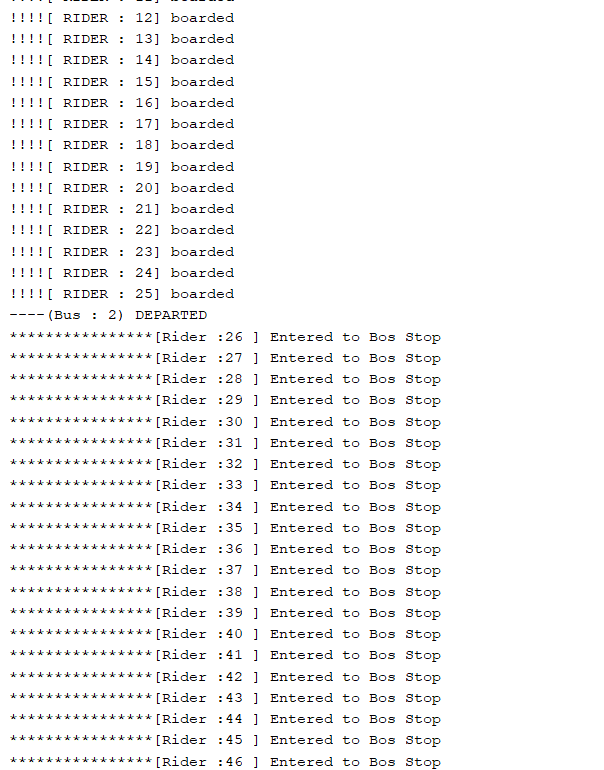 !!!![ RIDER : 12] boarded
!!!![ RIDER : 13] boarded
!!!![ RIDER : 14] boarded
!!!![ RIDER : 15] boarded
!!!![ RIDER : 16] boarded
!!!![ RIDER : 17] boarded
!!!![ RIDER : 18] boarded
!!!![ RIDER : 19] boarded
!!!![ RIDER : 20] boarded
!!!![ RIDER : 21] boarded
!!!![ RIDER : 22] boarded
!!!![ RIDER : 23] boarded
!!!![ RIDER : 24] boarded
!!!![ RIDER : 25] boarded
----(Bus : 2) DEPARTED
****************[Rider :26 ] Entered to Bos Stop
****************[Rider :27 ] Entered to Bos Stop
****************[Rider :28 ] Entered to Bos Stop
****************[Rider :29 ] Entered to Bos Stop
****************[Rider :30 ] Entered to Bos Stop
****************[Rider :31 ] Entered to Bos Stop
****************[Rider :32 ] Entered to Bos Stop
****************[Rider :33 ] Entered to Bos Stop
****************[Rider :34 ] Entered to Bos Stop
****************[Rider :35 ] Entered to Bos Stop
****************[Rider :36 ] Entered to Bos Stop
****************[Rider :37 ] Entered to Bos Stop
****************[Rider :38 ] Entered to Bos Stop
****************[Rider :39 ] Entered to Bos Stop
****************[Rider :40 ] Entered to Bos Stop
****************[Rider :41 ] Entered to Bos Stop
****************[Rider :42 ] Entered to Bos Stop
****************[Rider :43 ] Entered to Bos Stop
****************[Rider :44 ] Entered to Bos Stop
****************[Rider :45 ] Entered to Bos Stop
****************[Rider :46 ] Entered to Bos Stop